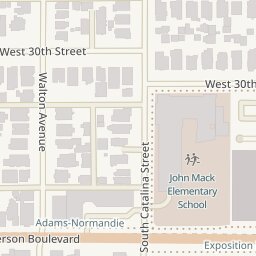 West 30th Street
West 30th
Walton Avenue
South Catalina Street
John Mack
Elementary
School
Adams-Normandie
erson Boulevard
Exposition